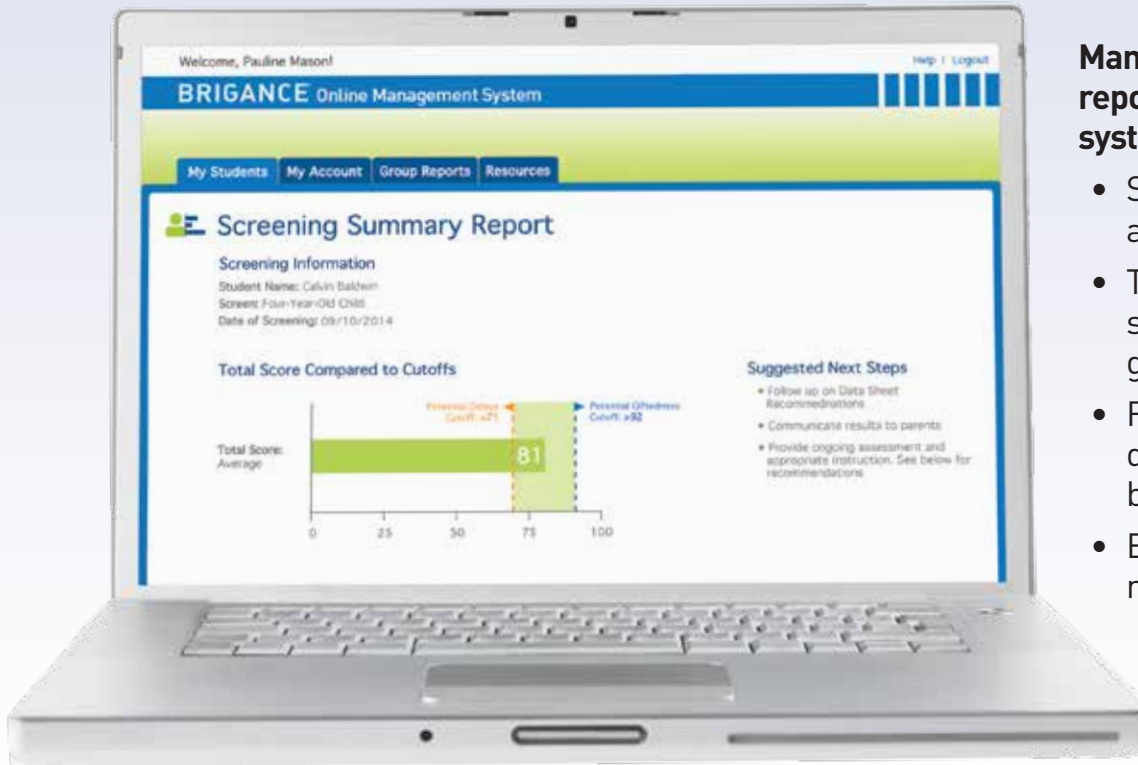 Welcome, Pauline Mason!
Help | Logout
BRIGANCE Online Management System
My Students My Account Group Reports Resources
Screening Summary Report
Screening Information
Student Name: Calvin Baldwin
Screen: Four-Year-Old Child
Date of Screening: 09/10/2014
Total Score Compared to Cutoffs
Potential Delays
Cutoff: <71
Potential Giftedness
Cutoff: >92
Total Score:
Average
81
0 25 50 75 100
Suggested Next Steps
• Follow up on Data Sheet
Recommednations
• Communicate results to parents
• Provide ongoing assessment and
appropriate instruction. See below for
recommendations